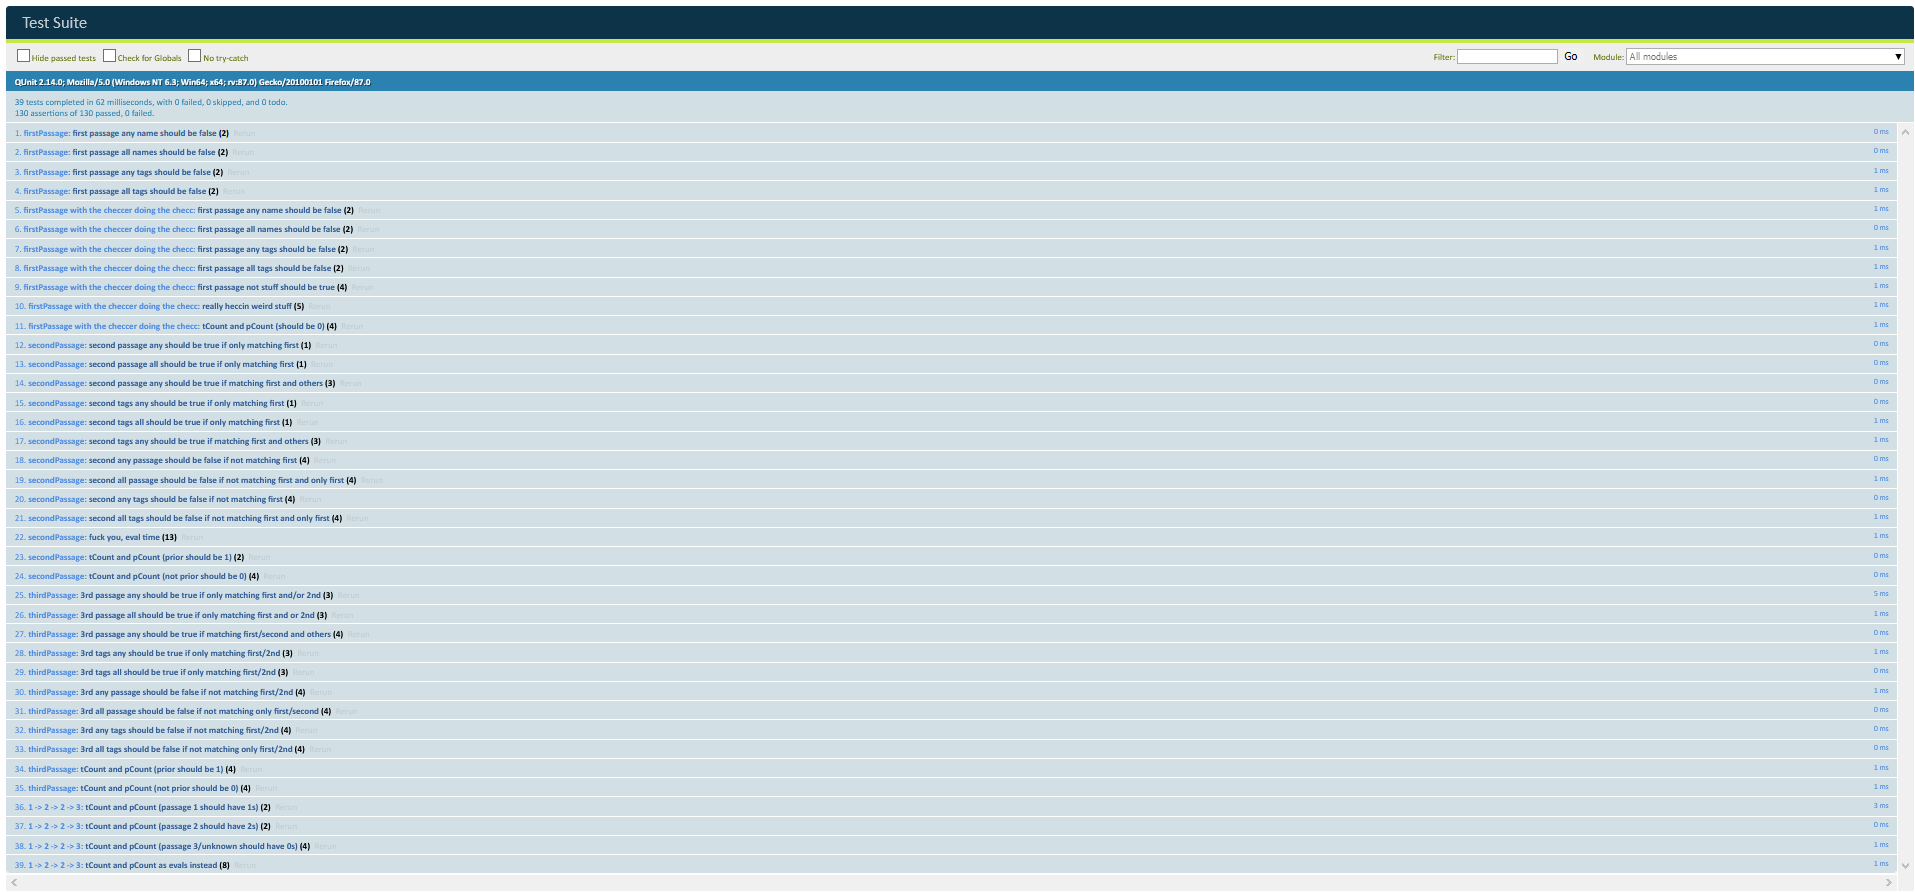 Test Suite
Hide passed tests Check for Globals No try-catch Filter: Go Module: All modules
QUnit 2.14.0; Mozilla/5.0 (Windows NT 6.3; Win64; x64; rv:87.0) Gecko/20100101 Firefox/87.0
39 tests completed in 62 milliseconds, with 0 failed, 0 skipped, and 0 todo.
130 assertions of 130 passed, 0 failed.
1. firstPassage: first passage any name should be false (2) Rerun 0 ms
2. firstPassage: first passage all names should be false (2) Rerun 0 ms
3. firstPassage: first passage any tags should be false (2) Rerun 1 ms
4. firstPassage: first passage all tags should be false (2) Rerun 1 ms
5. firstPassage with the checcer doing the checc: first passage any name should be false (2) Rerun 1 ms
6. firstPassage with the checcer doing the checc: first passage all names should be false (2) Rerun 0 ms
7. firstPassage with the checcer doing the checc: first passage any tags should be false (2) Rerun 1 ms
8. firstPassage with the checcer doing the checc: first passage all tags should be false (2) Rerun 1 ms
9. firstPassage with the checcer doing the checc: first passage not stuff should be true (4) Rerun 1 ms
10. firstPassage with the checcer doing the checc: really heccin weird stuff (5) Rerun 1 ms
11. firstPassage with the checcer doing the checc: tCount and pCount (should be 0) (4) Rerun 1 ms
12. secondPassage: second passage any should be true if only matching first (1) Rerun 0 ms
13. secondPassage: second passage all should be true if only matching first (1) Rerun 0 ms
14. secondPassage: second passage any should be true if matching first and others (3) Rerun 0 ms
15. secondPassage: second tags any should be true if only matching first (1) Rerun 0 ms
16. secondPassage: second tags all should be true if only matching first (1) Rerun 1 ms
17. secondPassage: second tags any should be true if matching first and others (3) Rerun 1 ms
18. secondPassage: second any passage should be false if not matching first (4) Rerun 0 ms
19. secondPassage: second all passage should be false if not matching first and only first (4) Rerun 1 ms
20. secondPassage: second any tags should be false if not matching first (4) Rerun 0 ms
21. secondPassage: second all tags should be false if not matching first and only first (4) Rerun 1 ms
22. secondPassage: fuck you, eval time (13) Rerun 1 ms
23. secondPassage: tCount and pCount (prior should be 1) (2) Rerun 0 ms
24. secondPassage: tCount and pCount (not prior should be 0) (4) Rerun 0 ms
25. thirdPassage: 3rd passage any should be true if only matching first and/or 2nd (3) Rerun 5 ms
26. thirdPassage: 3rd passage all should be true if only matching first and or 2nd (3) Rerun 1 ms
27. thirdPassage: 3rd passage any should be true if matching first/second and others (4) Rerun 0 ms
28. thirdPassage: 3rd tags any should be true if only matching first/2nd (3) Rerun 1 ms
29. thirdPassage: 3rd tags all should be true if only matching first/2nd (3) Rerun 0 ms
30. thirdPassage: 3rd any passage should be false if not matching first/2nd (4) Rerun 1 ms
31. thirdPassage: 3rd all passage should be false if not matching only first/second (4) Rerun 0 ms
32. thirdPassage: 3rd any tags should be false if not matching first/2nd (4) Rerun 0 ms
33. thirdPassage: 3rd all tags should be false if not matching only first/2nd (4) Rerun 0 ms
34. thirdPassage: tCount and pCount (prior should be 1) (4) Rerun 1 ms
35. thirdPassage: tCount and pCount (not prior should be 0) (4) Rerun 1 ms
36. 1 -> 2 -> 2 -> 3: tCount and pCount (passage 1 should have 1s) (2) Rerun 3 ms
37. 1 -> 2 -> 2 -> 3: tCount and pCount (passage 2 should have 2s) (2) Rerun 0 ms
38. 1 -> 2 -> 2 -> 3: tCount and pCount (passage 3/unknown should have 0s) (4) Rerun 1 ms
39. 1 -> 2 -> 2 -> 3: tCount and pCount as evals instead (8) Rerun 1 ms